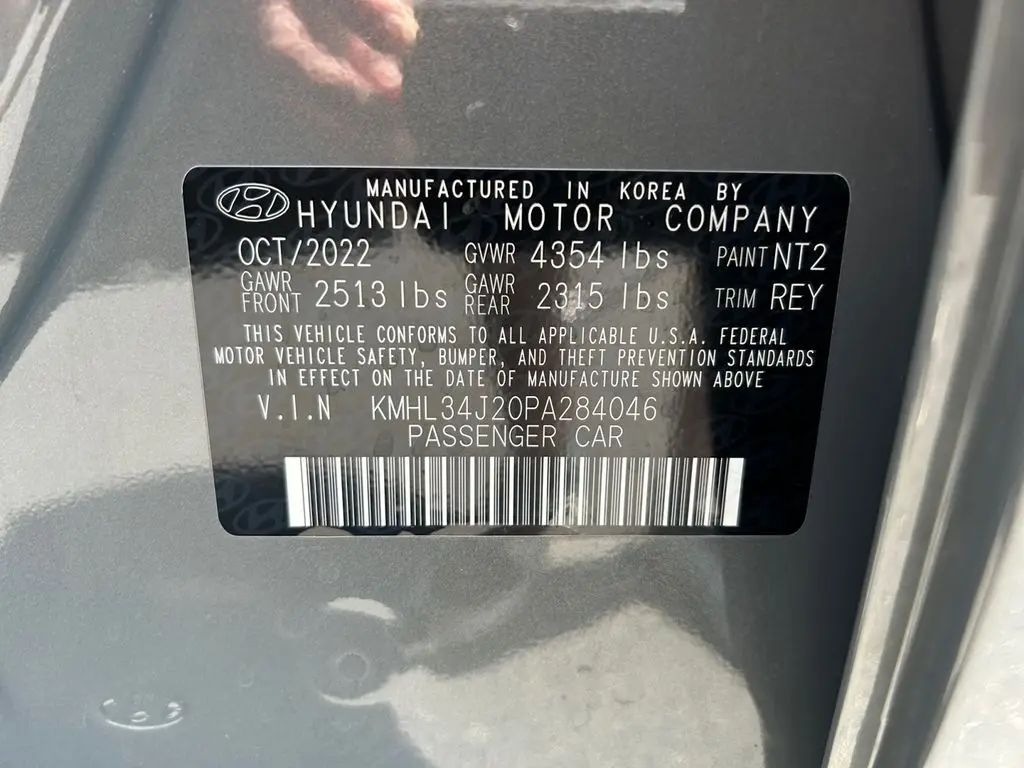 MANUFACTURED IN KOREA BY
HYUNDAI MOTOR COMPANY
OCT/2022 GVWR 4354 lbs PAINT NT2
GAWR FRONT 2513 lbs GAWR REAR 2315 lbs TRIM REY
THIS VEHICLE CONFORMS TO ALL APPLICABLE U.S.A. FEDERAL
MOTOR VEHICLE SAFETY, BUMPER, AND THEFT PREVENTION STANDARDS
IN EFFECT ON THE DATE OF MANUFACTURE SHOWN ABOVE
V.I.N KMHL34J20PA284046
PASSENGER CAR